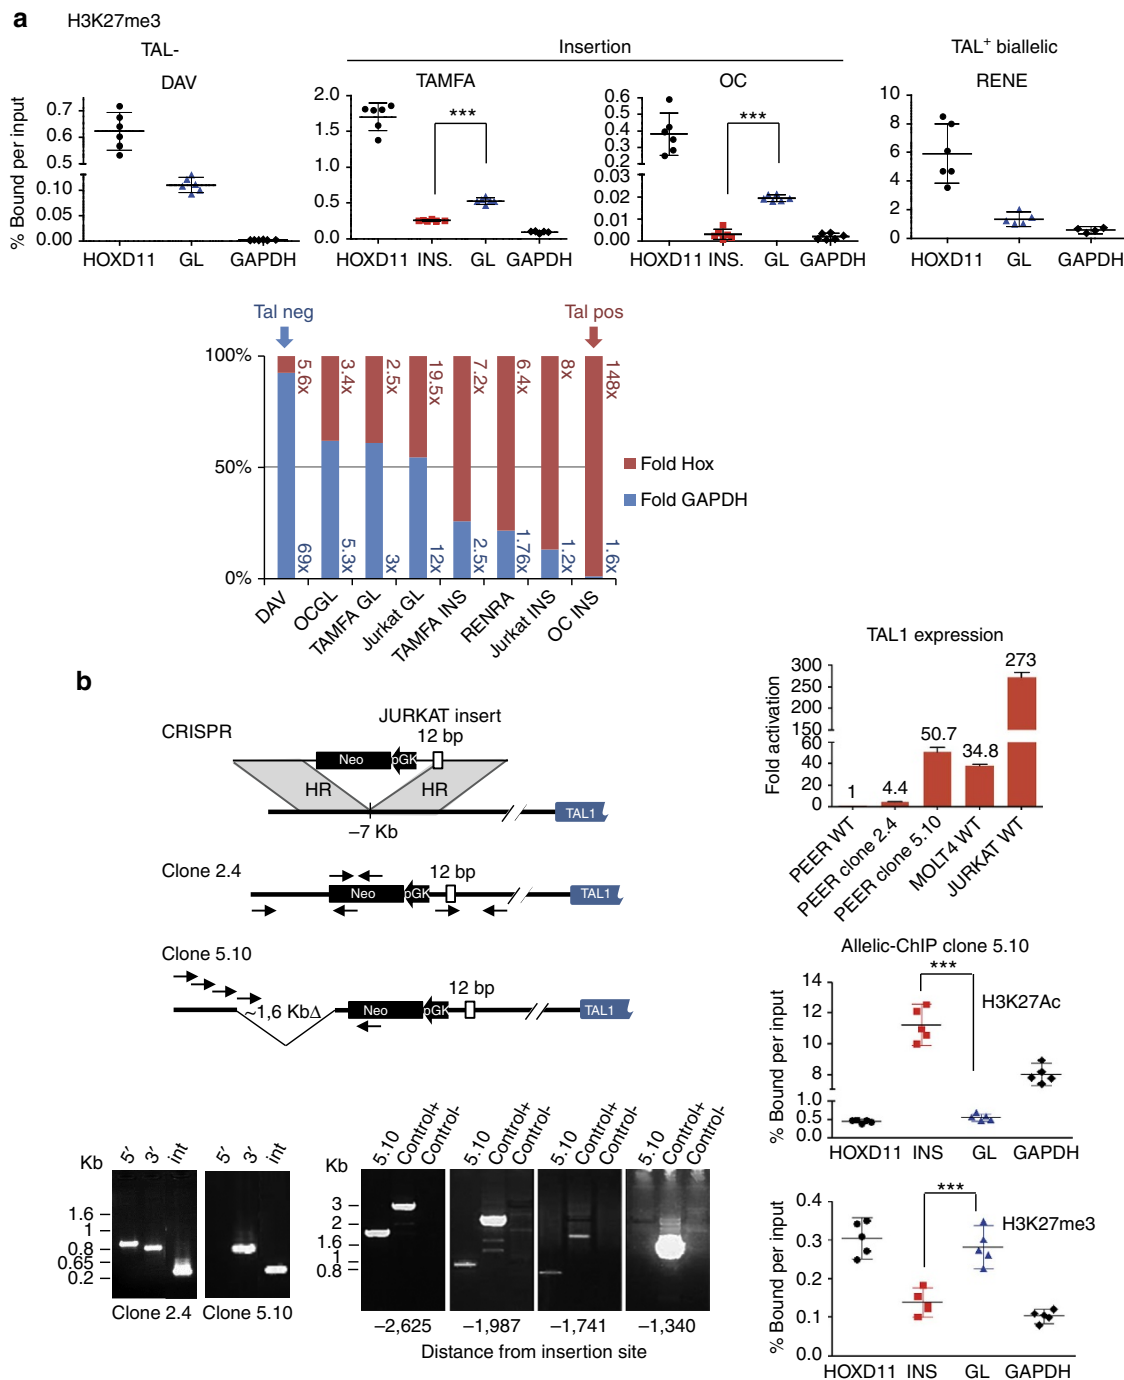 a
H3K27me3
TAL-
Insertion
TAL+ biallelic
DAV
TAMFA
OC
RENE
% Bound per input
0.7
0.6
0.5
0.10
0.05
0.00
HOXD11 GL GAPDH
2.0
1.5
1.0
0.5
0.0
***
HOXD11 INS. GL GAPDH
0.6
0.5
0.4
0.3
0.2
0.03
0.02
0.01
0.00
***
HOXD11 INS. GL GAPDH
10
8
6
4
2
0
HOXD11 GL GAPDH
Tal neg
Tal pos
100%
50%
0%
5.6x 3.4x 2.5x 19.5x 7.2x 6.4x 8x 148x
69x 5.3x 3x 12x 2.5x 1.76x 1.2x 1.6x
Fold Hox
Fold GAPDH
DAV OCGL TAMFA GL Jurkat GL TAMFA INS RENRA Jurkat INS OC INS
b
CRISPR
JURKAT insert
12 bp
Neo pGK
HR HR
–7 Kb
TAL1
Clone 2.4
12 bp
Neo pGK
TAL1
Clone 5.10
~1,6 KbΔ
12 bp
Neo pGK
TAL1
TAL1 expression
Fold activation
300
250
200
150
100
60
40
20
0
1 4.4 50.7 34.8 273
PEER WT PEER clone 2.4 PEER clone 5.10 MOLT4 WT JURKAT WT
Allelic-ChIP clone 5.10
% Bound per input
14
12
10
8
1.0
0.5
0.0
***
H3K27Ac
HOXD11 INS GL GAPDH
% Bound per input
0.4
0.3
0.2
0.1
0.0
***
H3K27me3
HOXD11 INS GL GAPDH
Kb
5' 3' int
5' 3' int
1.6
1
0.8
0.65
0.2
Clone 2.4 Clone 5.10
Kb
5.10 Control+ Control-
5.10 Control+ Control-
5.10 Control+ Control-
5.10 Control+ Control-
3
2
1.6
1
0.8
–2,625 –1,987 –1,741 –1,340
Distance from insertion site